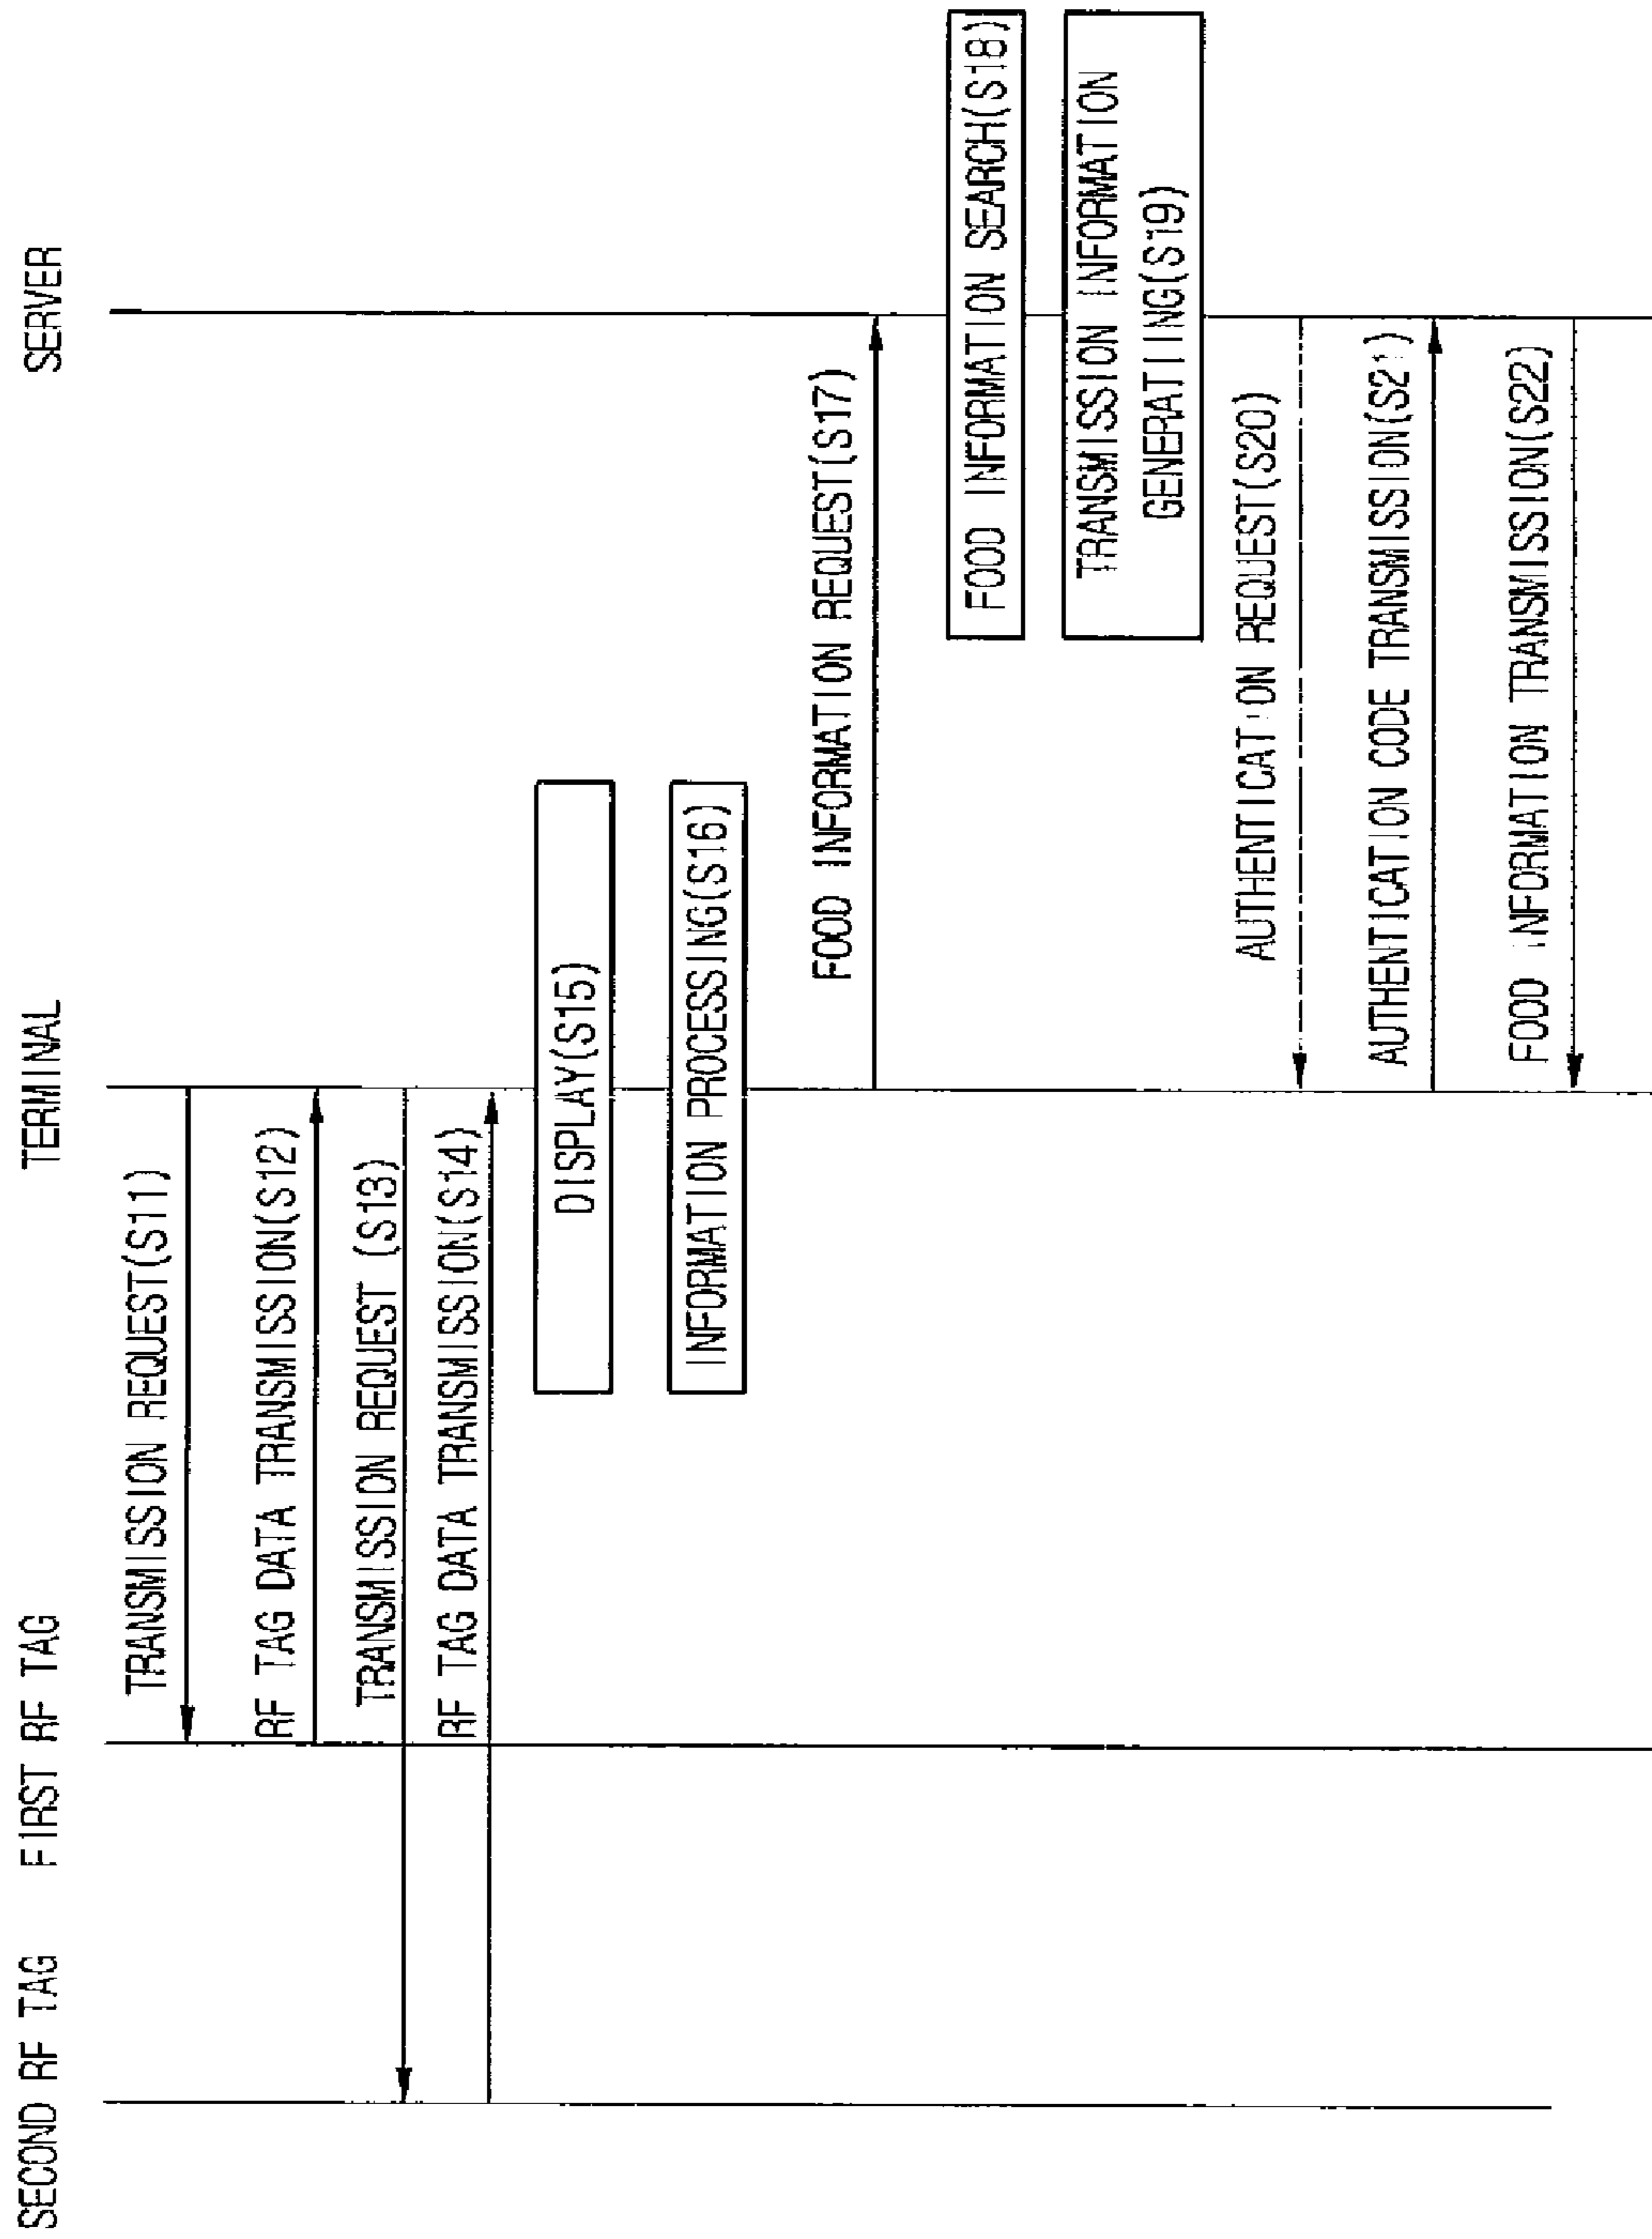 SECOND RF TAG
FIRST RF TAG
TERMINAL
SERVER
TRANSMISSION REQUEST(S11)
RF TAG DATA TRANSMISSION(S12)
TRANSMISSION REQUEST (S13)
RF TAG DATA TRANSMISSION(S14)
DISPLAY(S15)
INFORMATION PROCESSING(S16)
FOOD INFORMATION REQUEST(S17)
FOOD INFORMATION SEARCH(S18)
TRANSMISSION INFORMATION
GENERATIING(S19)
AUTHENTICATION REQUEST(S20)
AUTHENTICATION CODE TRANSMISSION(S21)
FOOD INFORMATION TRANSMISSION(S22)